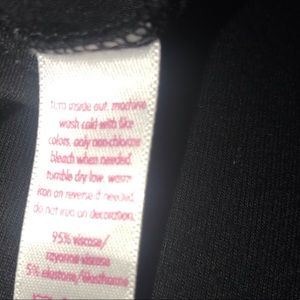 turn inside out. machine
wash cold with like
colors. only non-chlorine
bleach when needed.
tumble dry low. warm
iron on reverse if needed.
do not iron on decoration.
95% viscose/
rayonne-viscose
5% elastane/élasthanne